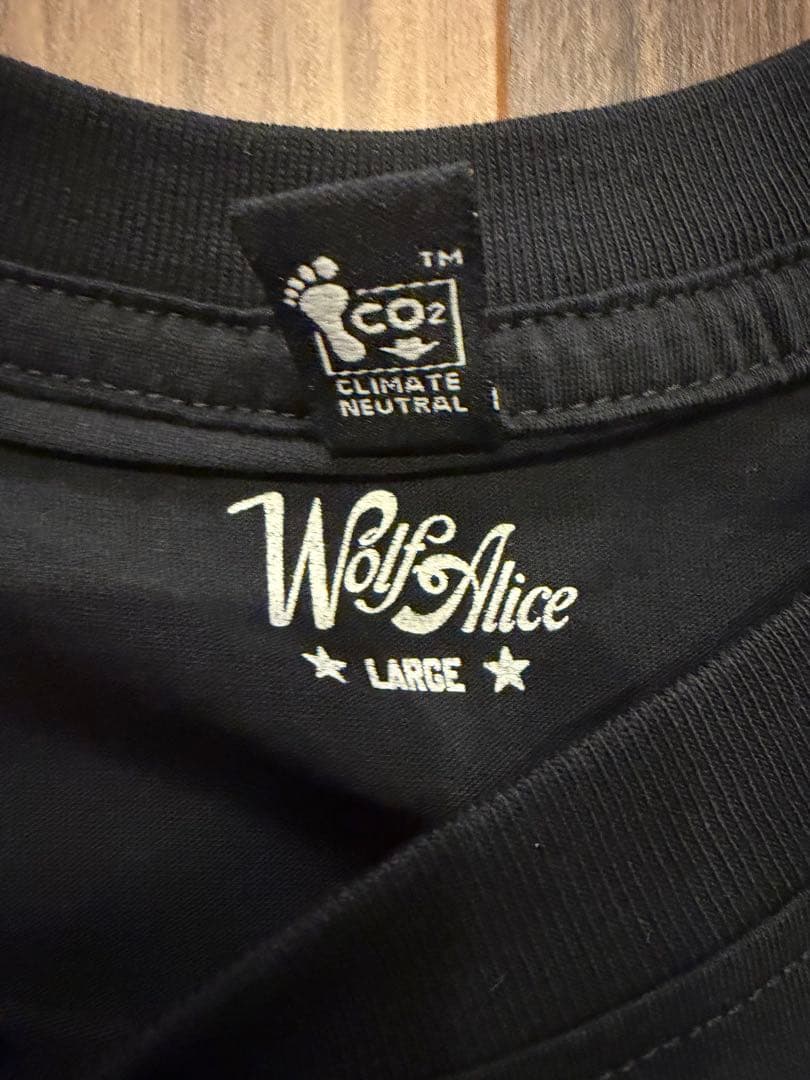 TM
CO2
CLIMATE
NEUTRAL
Wolf Alice
★ LARGE ★